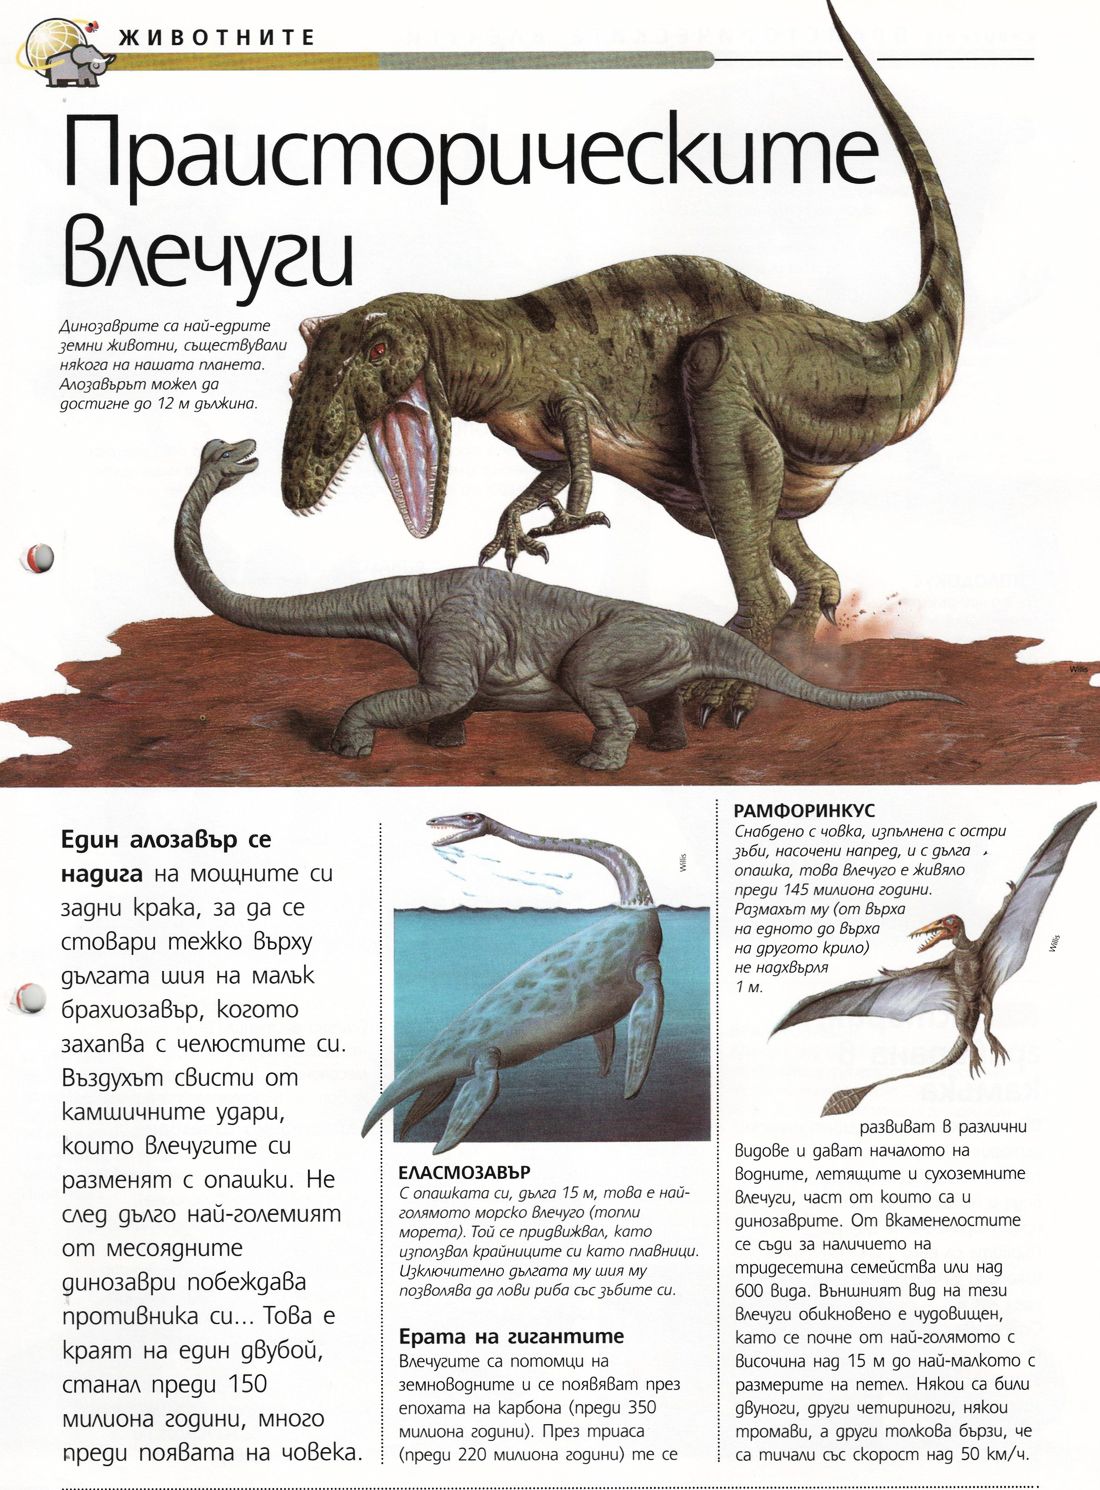 ЖИВОТНИТЕ
Праисторическите
влечуги
Динозаврите са най-едрите
земни животни, съществували
някога на нашата планета.
Алозавърът можел да
достигне до 12 м дължина.
Willis
Един алозавър се
надига на мощните си
задни крака, за да се
стовари тежко върху
дългата шия на малък
брахиозавър, когото
захапва с челюстите си.
Въздухът свисти от
камшичните удари,
които влечугите си
разменят с опашки. Не
след дълго най-големият
от месоядните
динозаври побеждава
противника си... Това е
краят на един двубой,
станал преди 150
милиона години, много
преди появата на човека.
Willis
ЕЛАСМОЗАВЪР
С опашката си, дълга 15 м, това е най-
голямото морско влечуго (топли
морета). Той се придвижвал, като
използвал крайниците си като плавници.
Изключително дългата му шия му
позволява да лови риба със зъбите си.
Ерата на гигантите
Влечугите са потомци на
земноводните и се появяват през
епохата на карбона (преди 350
милиона години). През триаса
(преди 220 милиона години) те се
РАМФОРИНКУС
Снабдено с човка, изпълнена с остри
зъби, насочени напред, и с дълга
опашка, това влечуго е живяло
преди 145 милиона години.
Размахът му (от върха
на едното до върха
на другото крило)
не надхвърля
1 м.
Willis
развиват в различни
видове и дават началото на
водните, летящите и сухоземните
влечуги, част от които са и
динозаврите. От вкаменелостите
се съди за наличието на
тридесетина семейства или над
600 вида. Външният вид на тези
влечуги обикновено е чудовищен,
като се почне от най-голямото с
височина над 15 м до най-малкото с
размерите на петел. Някои са били
двуноги, други четириноги, някои
тромави, а други толкова бързи, че
са тичали със скорост над 50 км/ч.